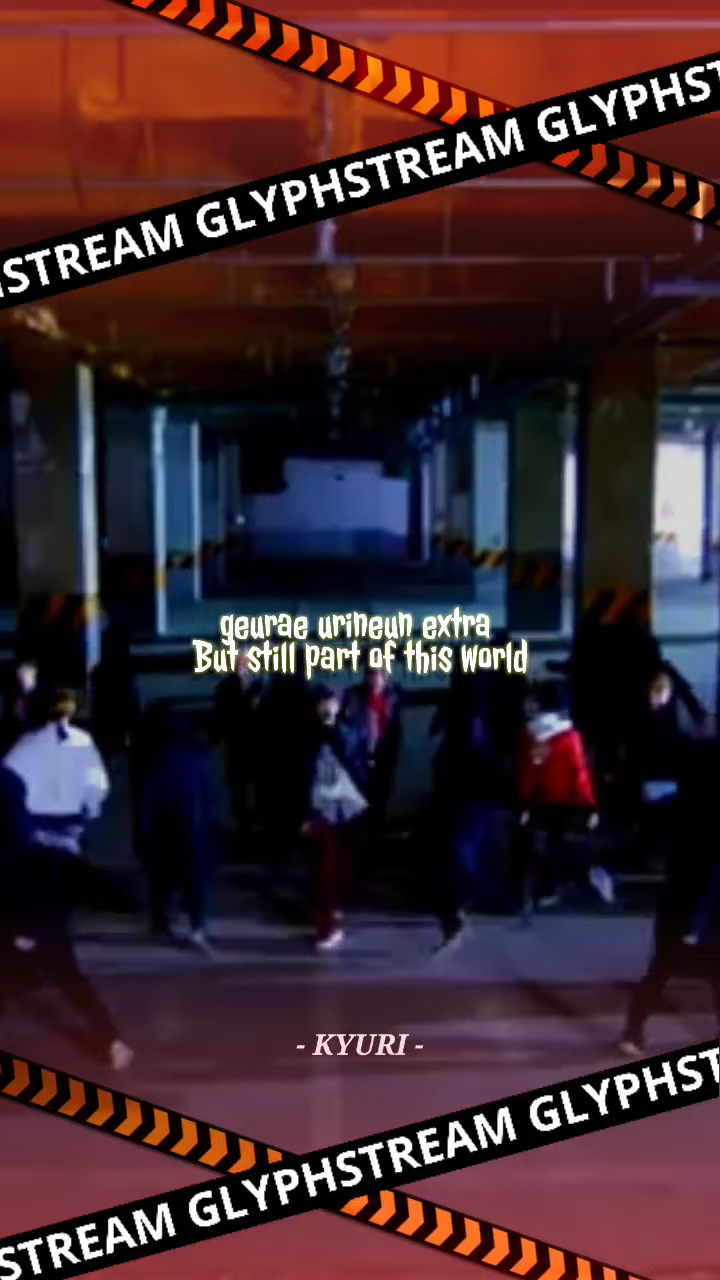 STREAM GLYPHSTREAM GLYPHST
geurae urineun extra
But still part of this world
- KYURI -
STREAM GLYPHSTREAM GLYPHST